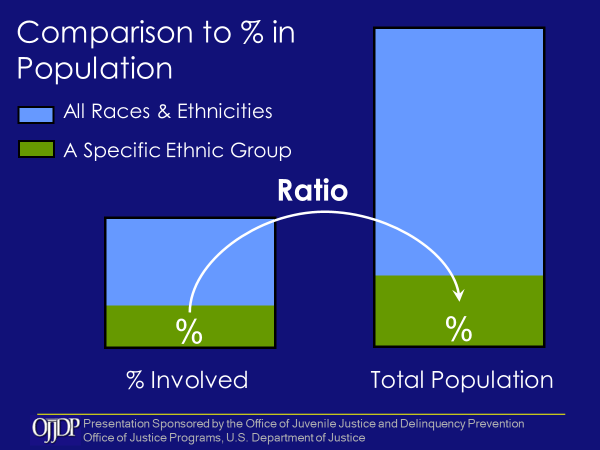 Comparison to % in
Population
All Races & Ethnicities
A Specific Ethnic Group
Ratio
%
%
% Involved
Total Population
OJJDP
Presentation Sponsored by the Office of Juvenile Justice and Delinquency Prevention
Office of Justice Programs, U.S. Department of Justice